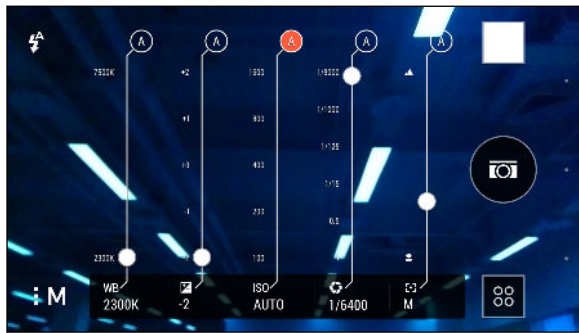 A
A A A A A
7500K +2 1600 1/8000
+1 800 1/1000
+0 400 1/125
-1 200 1/15
0.5
2300K 100
M
WB ISO
2300K -2 AUTO 1/6400 M